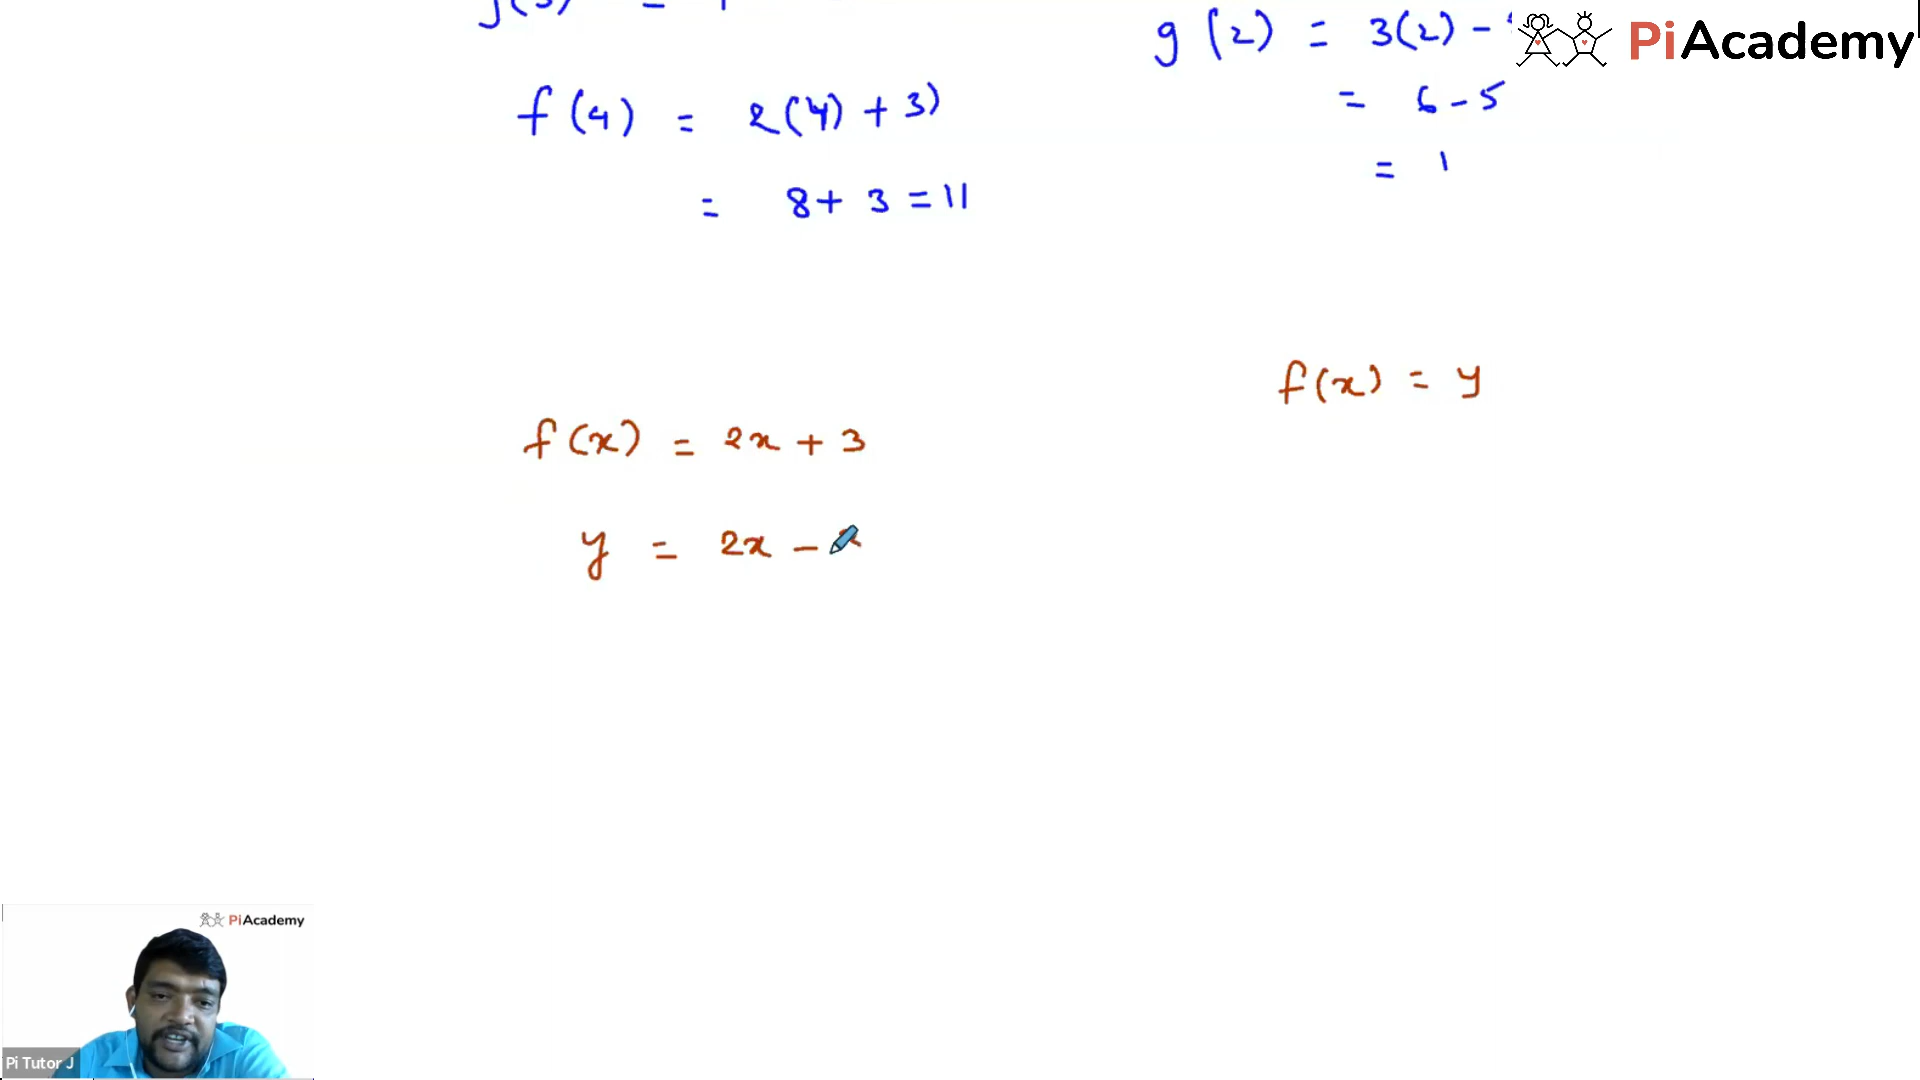 g(2) = 3(2) -
PiAcademy
f(4) = 2(4) + 3)
= 6 - 5
= 1
= 8 + 3 = 11
f(x) = y
f(x) = 2x + 3
y = 2x -
PiAcademy
Pi Tutor J